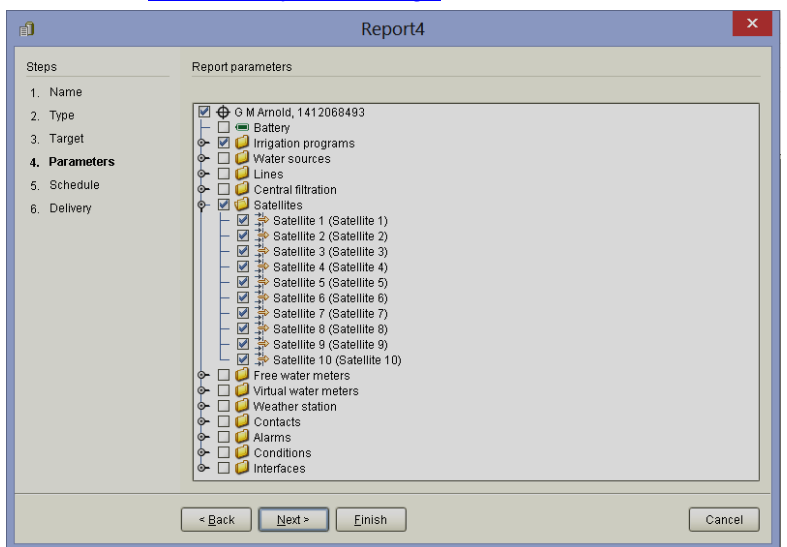 Report4
Steps
1. Name
2. Type
3. Target
4. Parameters
5. Schedule
6. Delivery
Report parameters
G M Arnold, 1412068493
Battery
Irrigation programs
Water sources
Lines
Central filtration
Satellites
Satellite 1 (Satellite 1)
Satellite 2 (Satellite 2)
Satellite 3 (Satellite 3)
Satellite 4 (Satellite 4)
Satellite 5 (Satellite 5)
Satellite 6 (Satellite 6)
Satellite 7 (Satellite 7)
Satellite 8 (Satellite 8)
Satellite 9 (Satellite 9)
Satellite 10 (Satellite 10)
Free water meters
Virtual water meters
Weather station
Contacts
Alarms
Conditions
Interfaces
< Back
Next >
Finish
Cancel